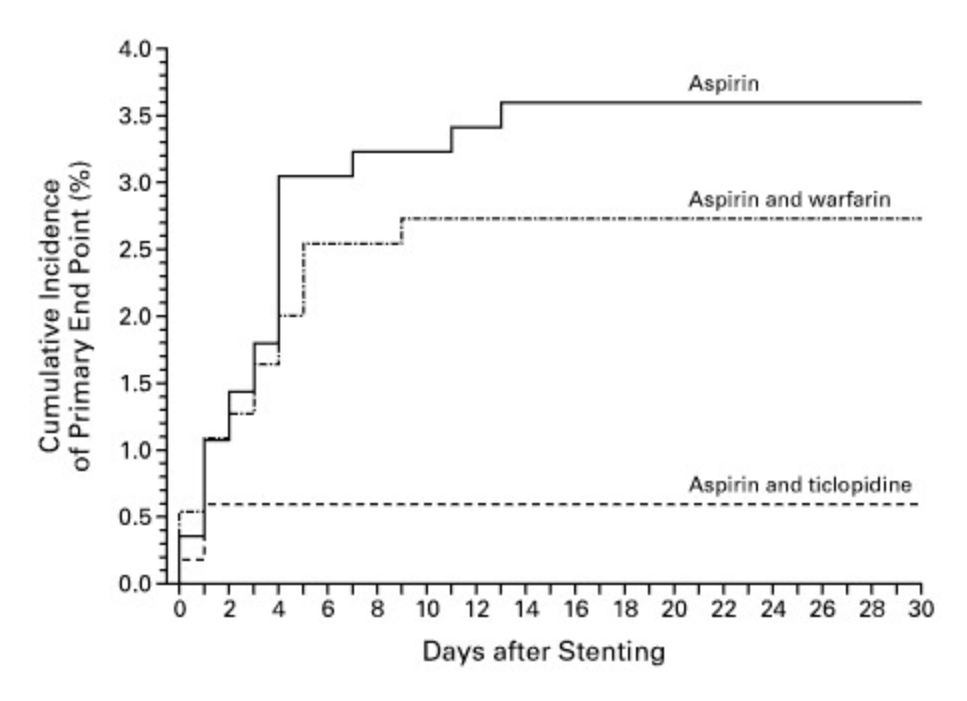 4.0
3.5
3.0
2.5
2.0
1.5
1.0
0.5
0.0
Cumulative Incidence
of Primary End Point (%)
Aspirin
Aspirin and warfarin
Aspirin and ticlopidine
0 2 4 6 8 10 12 14 16 18 20 22 24 26 28 30
Days after Stenting